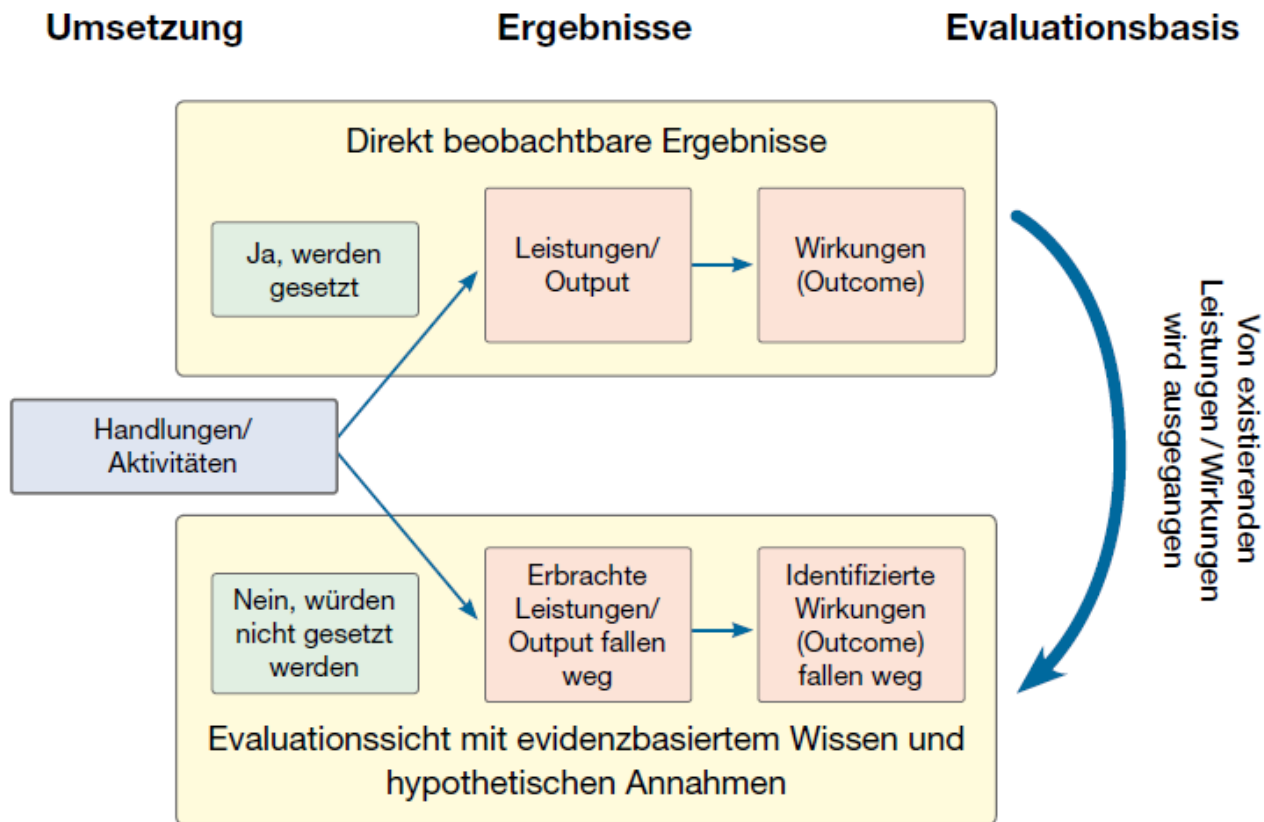 Umsetzung
Ergebnisse
Evaluationsbasis
Direkt beobachtbare Ergebnisse
Ja, werden
gesetzt
Leistungen/
Output
Wirkungen
(Outcome)
Handlungen/
Aktivitäten
Von existierenden
Leistungen / Wirkungen
wird ausgegangen
Nein, würden
nicht gesetzt
werden
Erbrachte
Leistungen/
Output fallen
weg
Identifizierte
Wirkungen
(Outcome)
fallen weg
Evaluationssicht mit evidenzbasiertem Wissen und
hypothetischen Annahmen